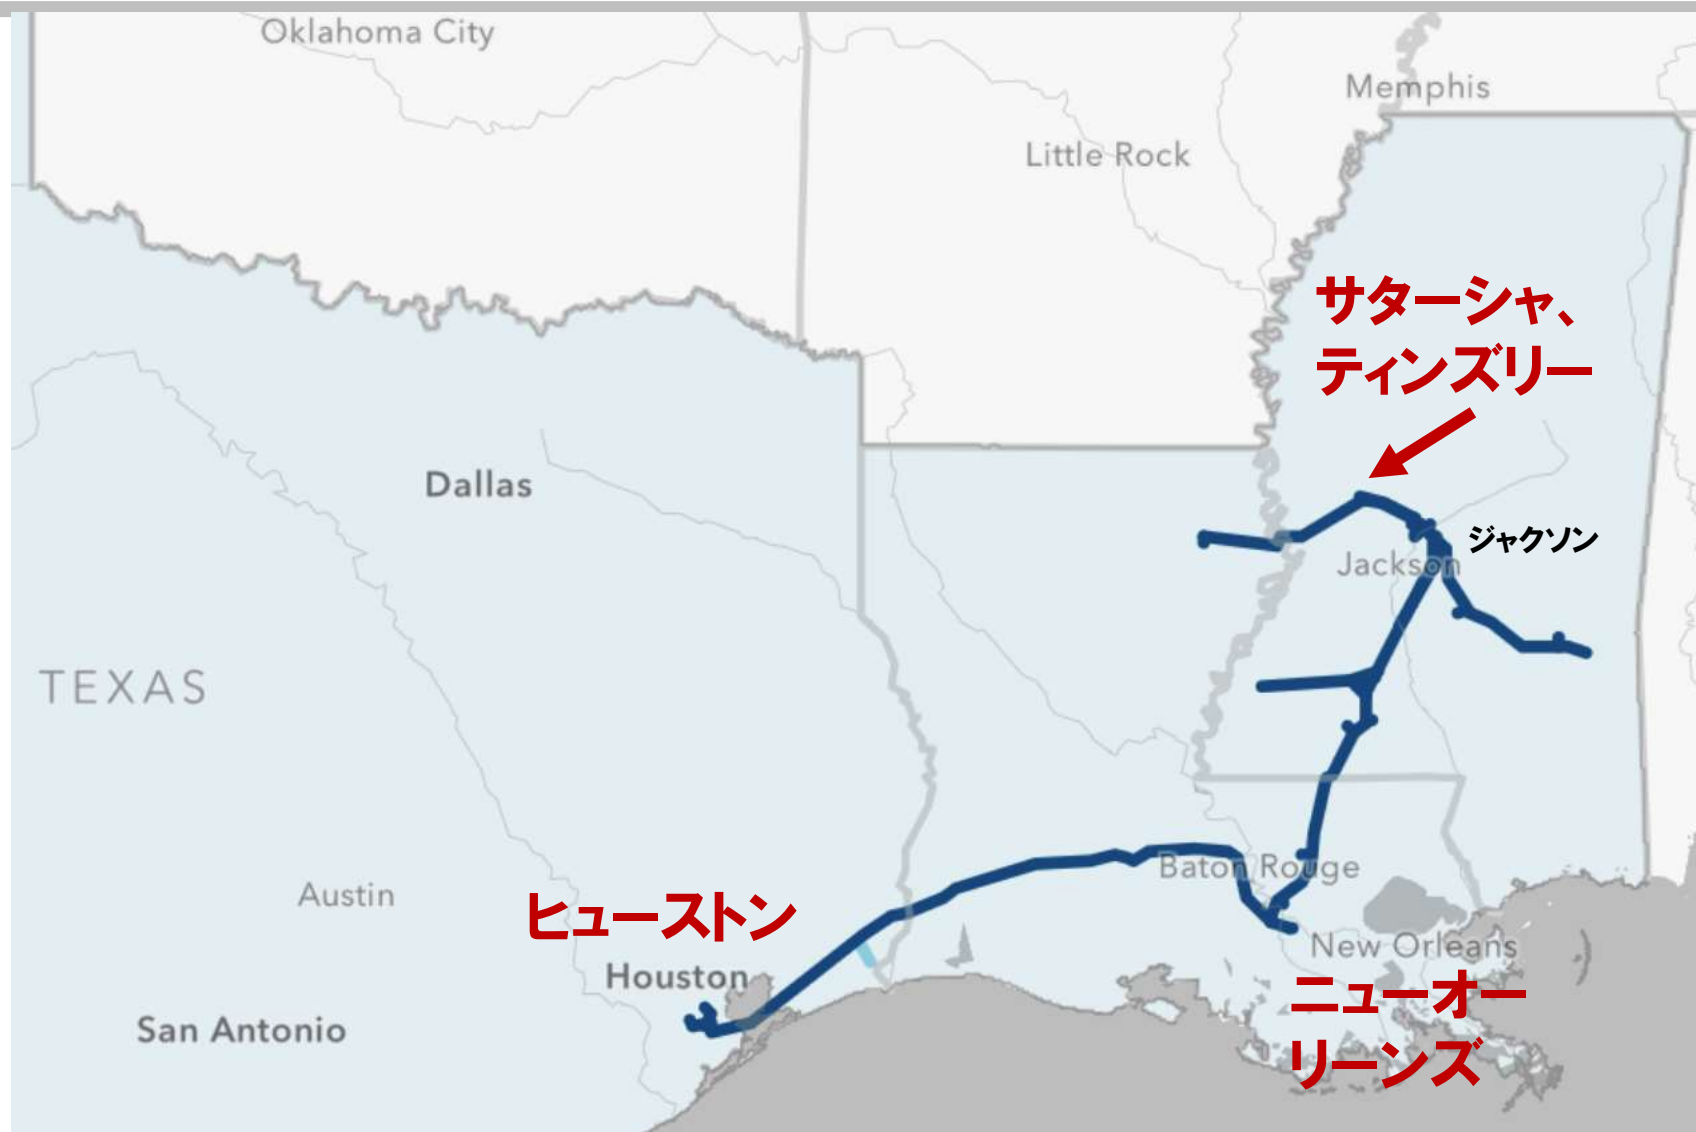 Oklahoma City
Memphis
Little Rock
サターシャ、
ティンズリー
Dallas
ジャクソン
Jackson
TEXAS
Baton Rouge
Austin
ヒューストン
New Orleans
Houston
ニューオー
リーンズ
San Antonio